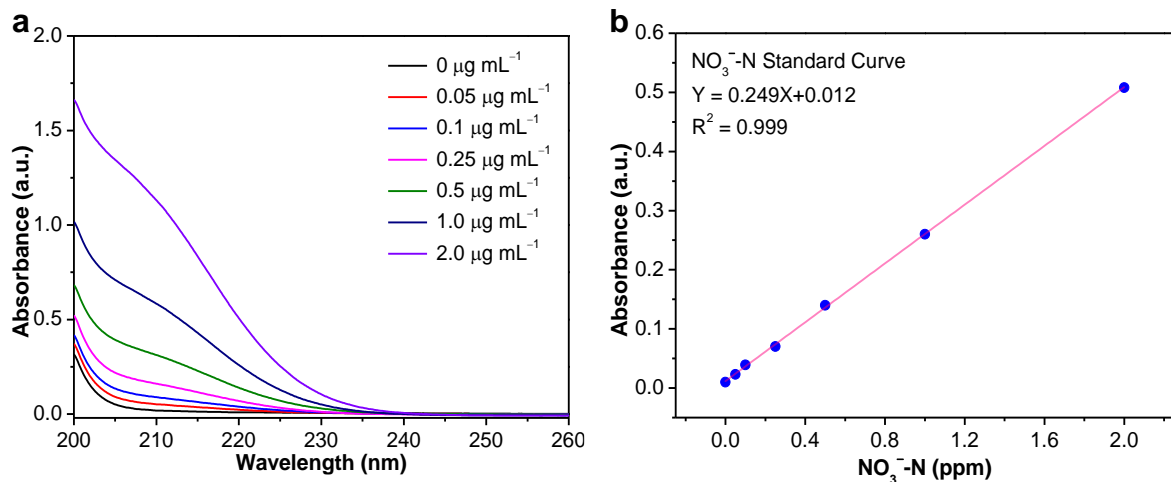 a
2.0
1.5
1.0
0.5
0.0
Absorbance (a.u.)
0 μg mL⁻¹
0.05 μg mL⁻¹
0.1 μg mL⁻¹
0.25 μg mL⁻¹
0.5 μg mL⁻¹
1.0 μg mL⁻¹
2.0 μg mL⁻¹
200 210 220 230 240 250 260
Wavelength (nm)
b
0.6
0.5
0.3
0.2
0.0
Absorbance (a.u.)
NO₃⁻-N Standard Curve
Y = 0.249X+0.012
R² = 0.999
0.0 0.4 0.8 1.2 1.6 2.0
NO₃⁻-N (ppm)